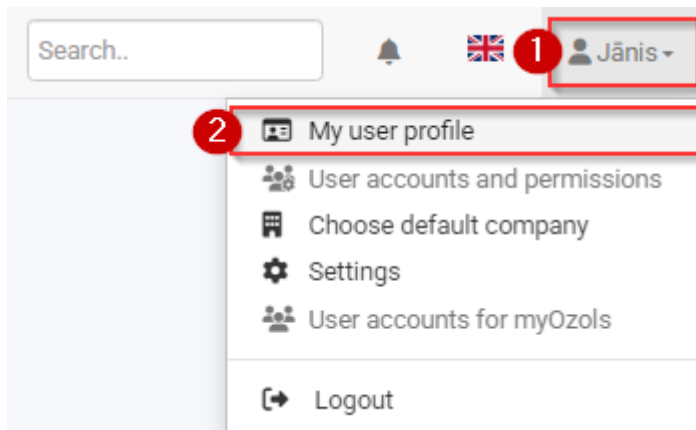 Search..
1
Jānis
2
My user profile
User accounts and permissions
Choose default company
Settings
User accounts for myOzols
Logout